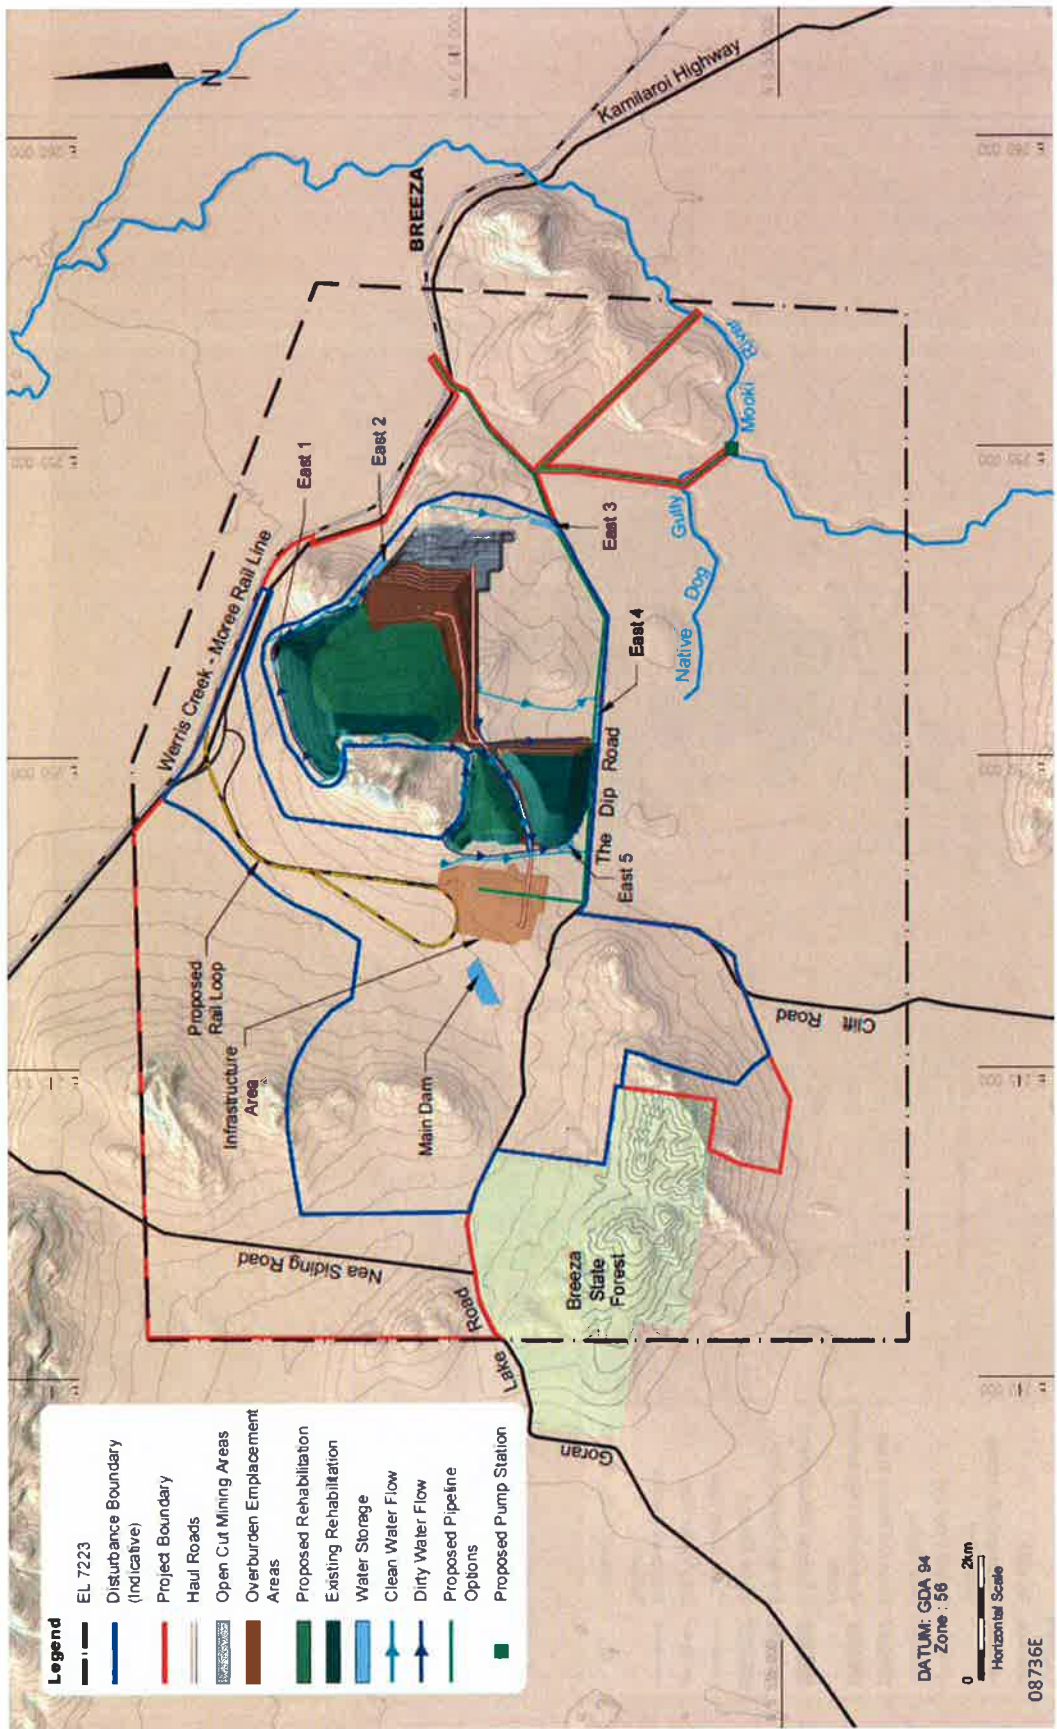 Legend
EL 7223
Disturbance Boundary
(Indicative)
Project Boundary
Haul Roads
Open Cut Mining Areas
Overburden Emplacement
Areas
Proposed Rehabilitation
Existing Rehabilitation
Water Storage
Clean Water Flow
Dirty Water Flow
Proposed Pipeline
Options
Proposed Pump Station
N
Kamilaroi Highway
BREEZA
Werris Creek - Moree Rail Line
East 1
East 2
East 3
East 4
East 5
The Dip Road
Native Dog Gully
Mooki River
Proposed
Rail Loop
Infrastructure
Area
Main Dam
Clift Road
Nea Siding Road
Goran Lake Road
Breeza
State
Forest
DATUM: GDA 94
Zone : 56
0 2km
Horizontal Scale
08736E